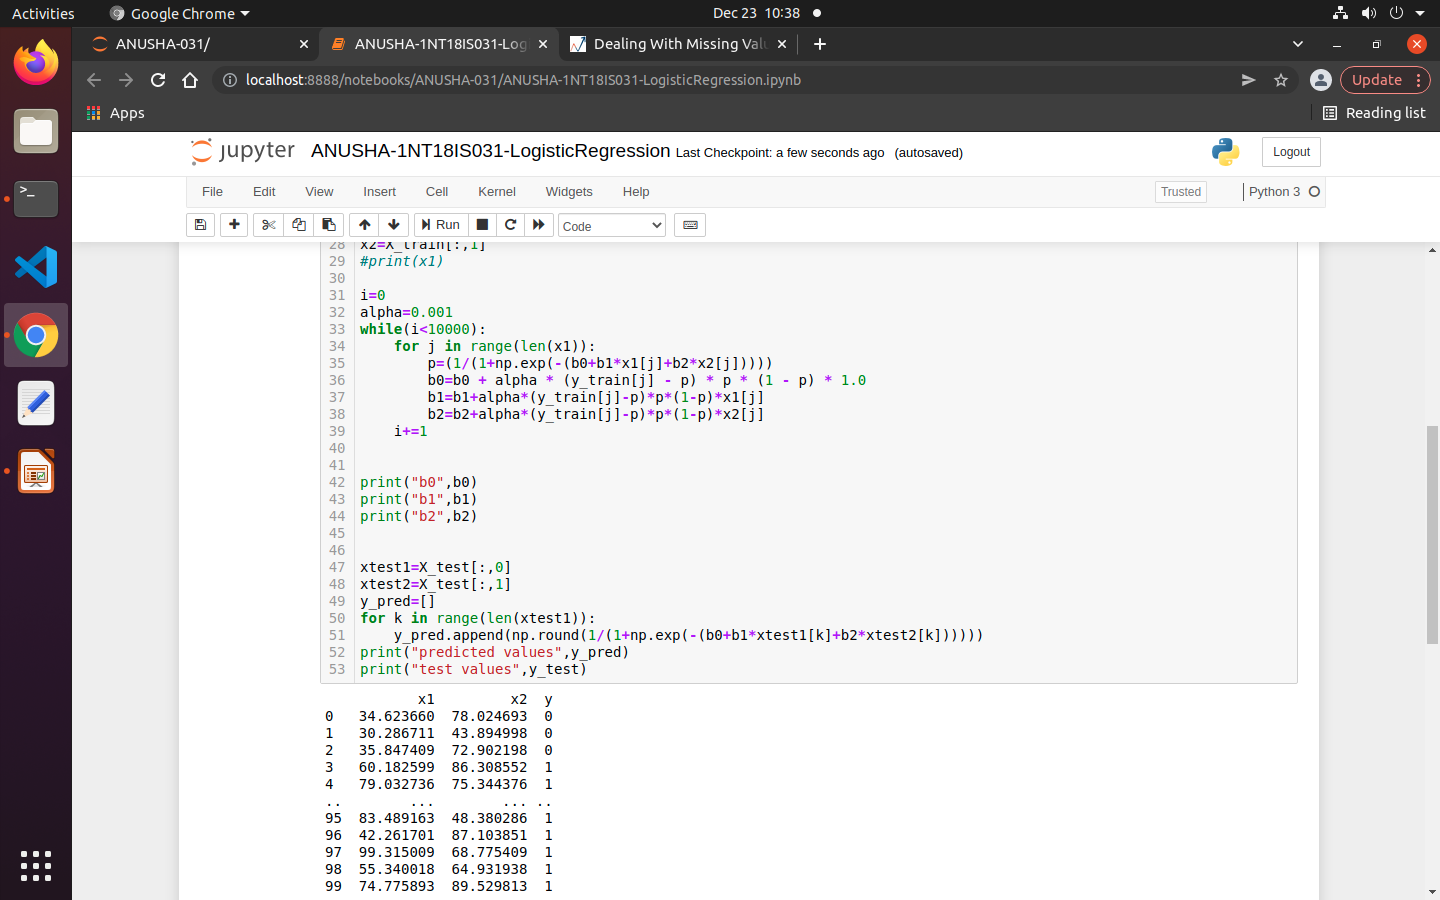 Activities
Google Chrome
Dec 23 10:38
ANUSHA-031/
ANUSHA-1NT18IS031-Log
Dealing With Missing Valu
localhost:8888/notebooks/ANUSHA-031/ANUSHA-1NT18IS031-LogisticRegression.ipynb
Update
Apps
Reading list
jupyter
ANUSHA-1NT18IS031-LogisticRegression Last Checkpoint: a few seconds ago (autosaved)
Logout
File Edit View Insert Cell Kernel Widgets Help
Trusted
Python 3
Run
Code
28 x2=X_train[:,1]
29 #print(x1)
30
31 i=0
32 alpha=0.001
33 while(i<10000):
34     for j in range(len(x1)):
35         p=(1/(1+np.exp(-(b0+b1*x1[j]+b2*x2[j]))))
36         b0=b0 + alpha * (y_train[j] - p) * p * (1 - p) * 1.0
37         b1=b1+alpha*(y_train[j]-p)*p*(1-p)*x1[j]
38         b2=b2+alpha*(y_train[j]-p)*p*(1-p)*x2[j]
39     i+=1
40
41
42 print("b0",b0)
43 print("b1",b1)
44 print("b2",b2)
45
46
47 xtest1=X_test[:,0]
48 xtest2=X_test[:,1]
49 y_pred=[]
50 for k in range(len(xtest1)):
51     y_pred.append(np.round(1/(1+np.exp(-(b0+b1*xtest1[k]+b2*xtest2[k])))))
52 print("predicted values",y_pred)
53 print("test values",y_test)
x1 x2 y
0 34.623660 78.024693 0
1 30.286711 43.894998 0
2 35.847409 72.902198 0
3 60.182599 86.308552 1
4 79.032736 75.344376 1
.. ... ... ..
95 83.489163 48.380286 1
96 42.261701 87.103851 1
97 99.315009 68.775409 1
98 55.340018 64.931938 1
99 74.775893 89.529813 1